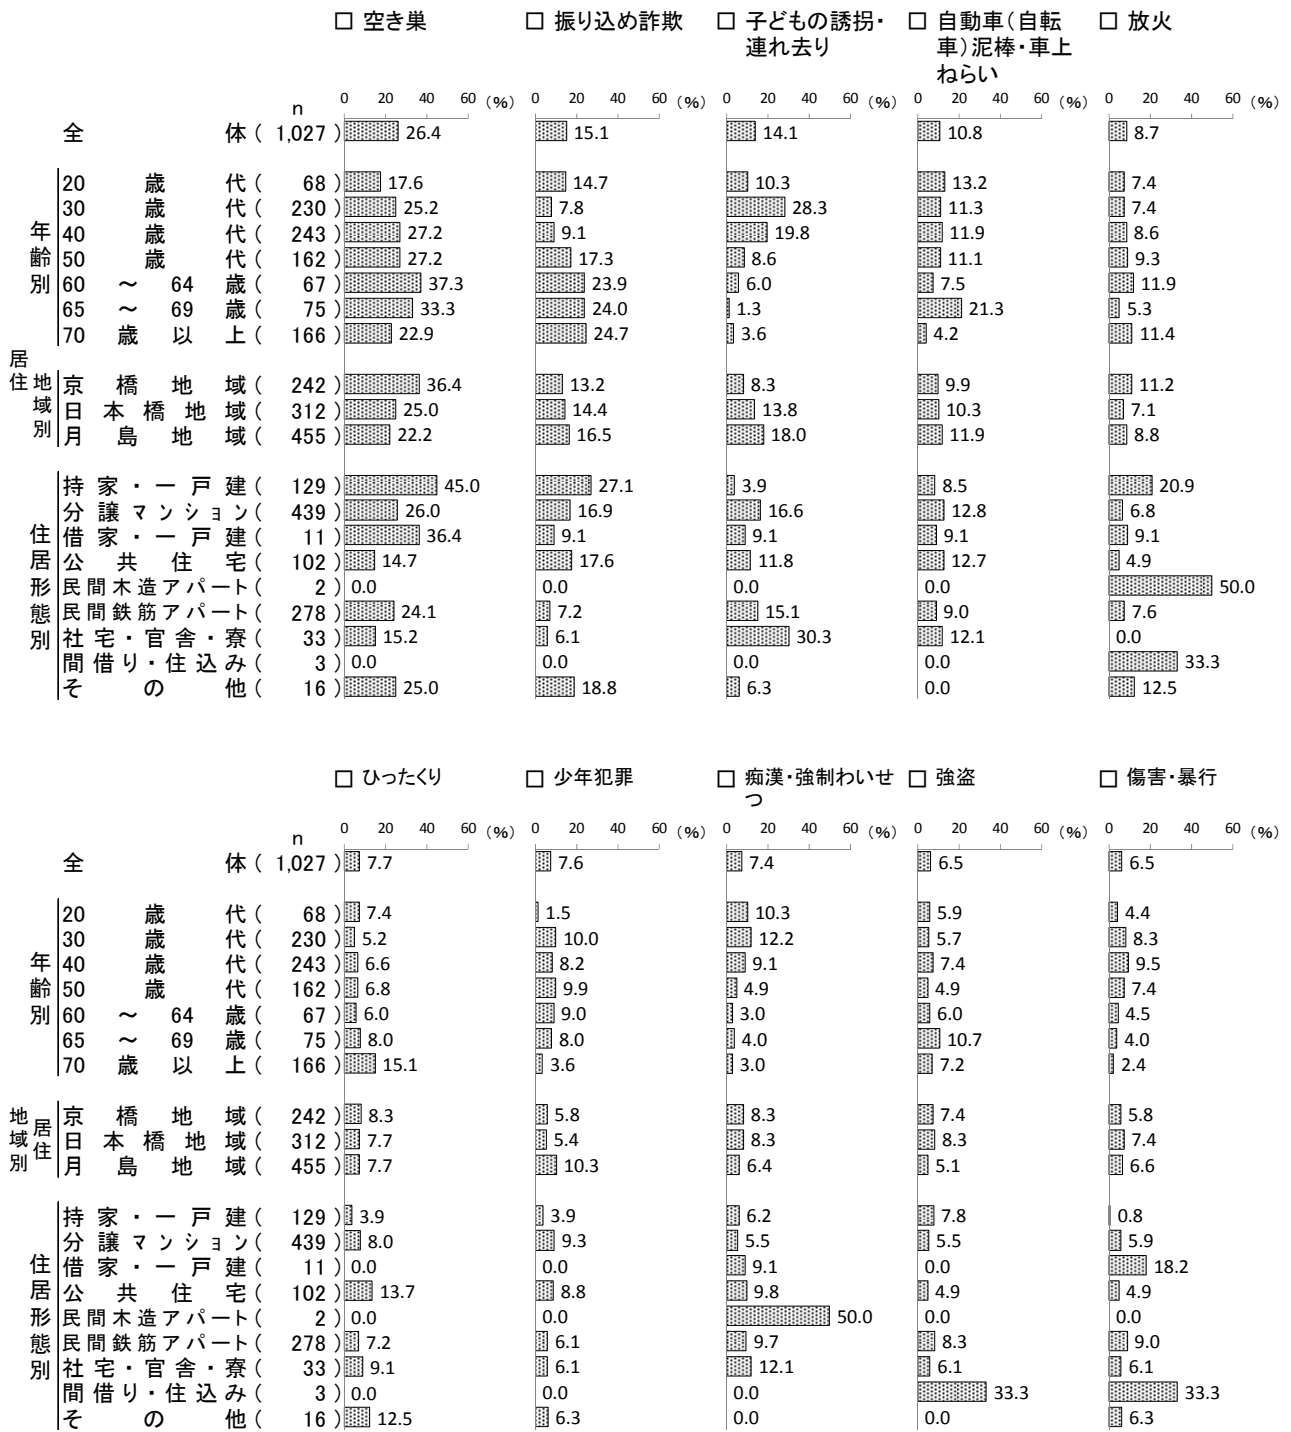 □ 空き巣 □ 振り込め詐欺 □ 子どもの誘拐・連れ去り □ 自動車(自転車)泥棒・車上ねらい □ 放火
n 0 20 40 60 (%) 0 20 40 60 (%) 0 20 40 60 (%) 0 20 40 60 (%) 0 20 40 60 (%)
全体( 1,027 ) 26.4 15.1 14.1 10.8 8.7
年齢別
20歳代( 68 ) 17.6 14.7 10.3 13.2 7.4
30歳代( 230 ) 25.2 7.8 28.3 11.3 7.4
40歳代( 243 ) 27.2 9.1 19.8 11.9 8.6
50歳代( 162 ) 27.2 17.3 8.6 11.1 9.3
60~64歳( 67 ) 37.3 23.9 6.0 7.5 11.9
65~69歳( 75 ) 33.3 24.0 1.3 21.3 5.3
70歳以上( 166 ) 22.9 24.7 3.6 4.2 11.4
居住地域別
京橋地域( 242 ) 36.4 13.2 8.3 9.9 11.2
日本橋地域( 312 ) 25.0 14.4 13.8 10.3 7.1
月島地域( 455 ) 22.2 16.5 18.0 11.9 8.8
住居形態別
持家・一戸建( 129 ) 45.0 27.1 3.9 8.5 20.9
分譲マンション( 439 ) 26.0 16.9 16.6 12.8 6.8
借家・一戸建( 11 ) 36.4 9.1 9.1 9.1 9.1
公共住宅( 102 ) 14.7 17.6 11.8 12.7 4.9
民間木造アパート( 2 ) 0.0 0.0 0.0 0.0 50.0
民間鉄筋アパート( 278 ) 24.1 7.2 15.1 9.0 7.6
社宅・官舎・寮( 33 ) 15.2 6.1 30.3 12.1 0.0
間借り・住込み( 3 ) 0.0 0.0 0.0 0.0 33.3
その他( 16 ) 25.0 18.8 6.3 0.0 12.5
□ ひったくり □ 少年犯罪 □ 痴漢・強制わいせつ □ 強盗 □ 傷害・暴行
n 0 20 40 60 (%) 0 20 40 60 (%) 0 20 40 60 (%) 0 20 40 60 (%) 0 20 40 60 (%)
全体( 1,027 ) 7.7 7.6 7.4 6.5 6.5
年齢別
20歳代( 68 ) 7.4 1.5 10.3 5.9 4.4
30歳代( 230 ) 5.2 10.0 12.2 5.7 8.3
40歳代( 243 ) 6.6 8.2 9.1 7.4 9.5
50歳代( 162 ) 6.8 9.9 4.9 4.9 7.4
60~64歳( 67 ) 6.0 9.0 3.0 6.0 4.5
65~69歳( 75 ) 8.0 8.0 4.0 10.7 4.0
70歳以上( 166 ) 15.1 3.6 3.0 7.2 2.4
居住地域別
京橋地域( 242 ) 8.3 5.8 8.3 7.4 5.8
日本橋地域( 312 ) 7.7 5.4 8.3 8.3 7.4
月島地域( 455 ) 7.7 10.3 6.4 5.1 6.6
住居形態別
持家・一戸建( 129 ) 3.9 3.9 6.2 7.8 0.8
分譲マンション( 439 ) 8.0 9.3 5.5 5.5 5.9
借家・一戸建( 11 ) 0.0 0.0 9.1 0.0 18.2
公共住宅( 102 ) 13.7 8.8 9.8 4.9 4.9
民間木造アパート( 2 ) 0.0 0.0 50.0 0.0 0.0
民間鉄筋アパート( 278 ) 7.2 6.1 9.7 8.3 9.0
社宅・官舎・寮( 33 ) 9.1 6.1 12.1 6.1 6.1
間借り・住込み( 3 ) 0.0 0.0 0.0 33.3 33.3
その他( 16 ) 12.5 6.3 0.0 0.0 6.3